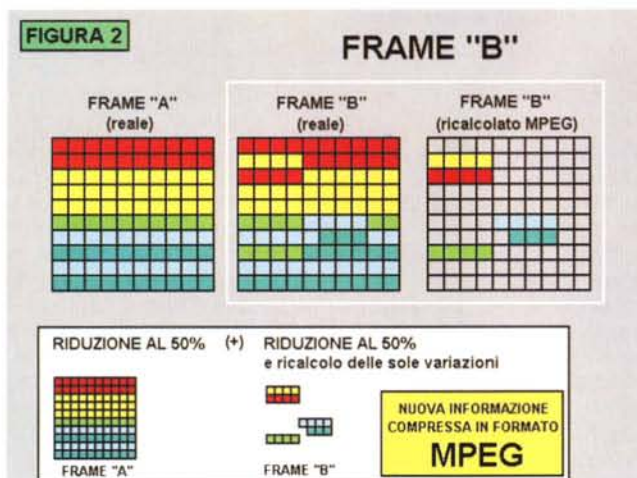 FIGURA 2
FRAME "B"
FRAME "A"
(reale)
FRAME "B"
(reale)
FRAME "B"
(ricalcolato MPEG)
RIDUZIONE AL 50%
(+)
RIDUZIONE AL 50%
e ricalcolo delle sole variazioni
FRAME "A"
FRAME "B"
NUOVA INFORMAZIONE
COMPRESSA IN FORMATO
MPEG